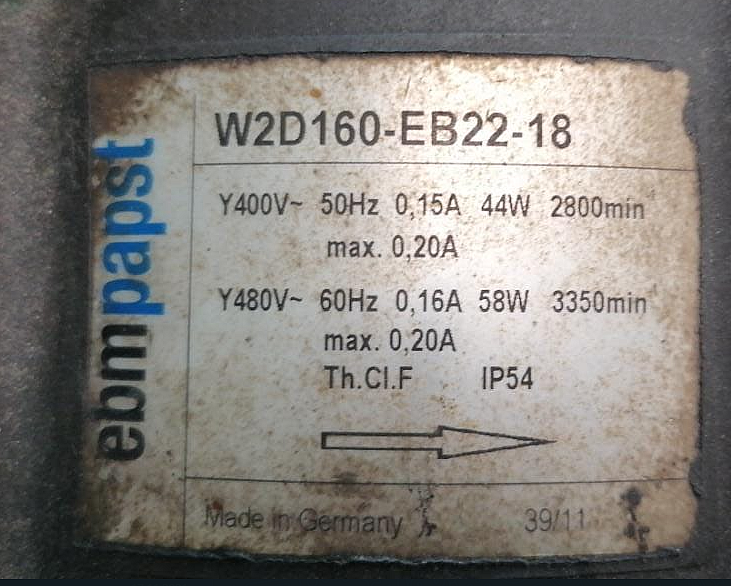 ebmpapst
W2D160-EB22-18
Y400V~ 50Hz 0,15A 44W 2800min
max. 0,20A
Y480V~ 60Hz 0,16A 58W 3350min
max. 0,20A
Th.Cl.F IP54
Made in Germany 39/11